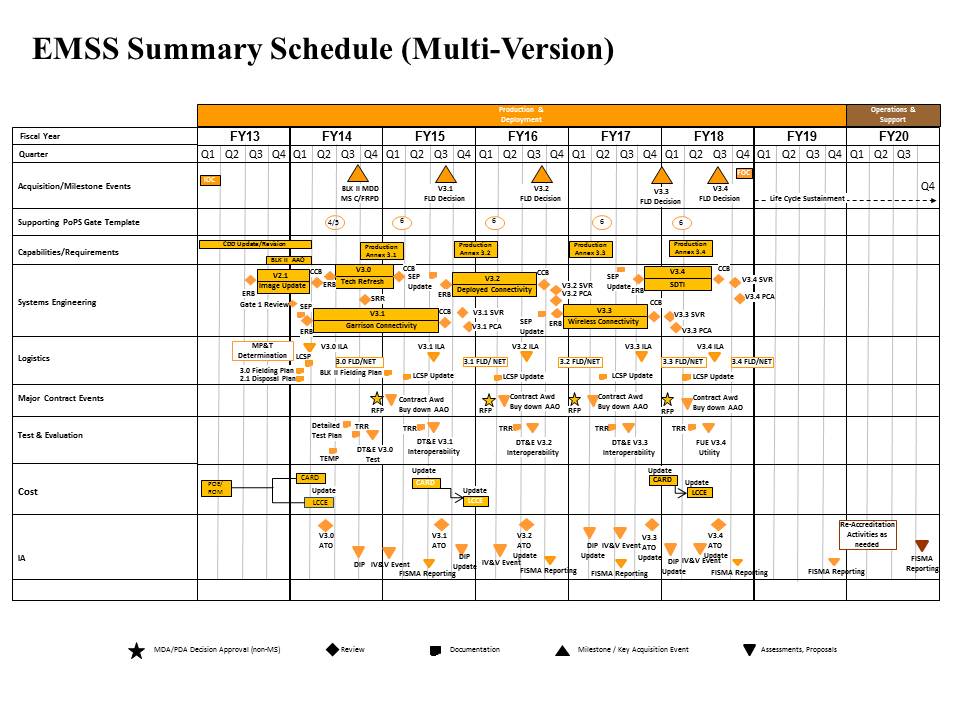 EMSS Summary Schedule (Multi-Version)
Production &
Deployment
Operations &
Support
Fiscal Year FY13 FY14 FY15 FY16 FY17 FY18 FY19 FY20
Quarter Q1 Q2 Q3 Q4 Q1 Q2 Q3 Q4 Q1 Q2 Q3 Q4 Q1 Q2 Q3 Q4 Q1 Q2 Q3 Q4 Q1 Q2 Q3 Q4 Q1 Q2 Q3 Q4 Q1 Q2 Q3
Q4
Acquisition/Milestone Events
BLK II MDD
MS C/FRPD
V3.1
FLD Decision
V3.2
FLD Decision
V3.3
FLD Decision
V3.4
FLD Decision
FOC
Life Cycle Sustainment
Supporting PoPS Gate Template
4/5 6 6 6 6
Capabilities/Requirements
CDD Update/Revision
BLK II AAO
Production
Annex 3.1
Production
Annex 3.2
Production
Annex 3.3
Production
Annex 3.4
Systems Engineering
ERB
V2.1
Image Update
CCB
ERB
V3.0
Tech Refresh
CCB
SEP
Update
ERB
V3.2
Deployed Connectivity
CCB
V3.2 SVR
V3.2 PCA
SEP
Update
ERB
V3.4
SDTI
CCB
V3.4 SVR
V3.4 PCA
Gate 1 Review
SEP
ERB
SRR
V3.1
Garrison Connectivity
CCB
V3.1 SVR
V3.1 PCA
SEP
Update
ERB
V3.3
Wireless Connectivity
CCB
V3.3 SVR
V3.3 PCA
Logistics
MP&T
Determination
LCSP
V3.0 ILA
V3.1 ILA
V3.2 ILA
V3.3 ILA
V3.4 ILA
3.0 FLD/NET
3.1 FLD/ NET
3.2 FLD/NET
3.3 FLD/NET
3.4 FLD/NET
3.0 Fielding Plan
2.1 Disposal Plan
BLK II Fielding Plan
LCSP Update
LCSP Update
LCSP Update
LCSP Update
Major Contract Events
RFP
Contract Awd
Buy down AAO
RFP
Contract Awd
Buy down AAO
RFP
Contract Awd
Buy down AAO
RFP
Contract Awd
Buy down AAO
Test & Evaluation
Detailed
Test Plan
TRR
TEMP
DT&E V3.0
Test
TRR
DT&E V3.1
Interoperability
TRR
DT&E V3.2
Interoperability
TRR
DT&E V3.3
Interoperability
TRR
FUE V3.4
Utility
Cost
POE/
ROM
CARD
Update
LCCE
Update
CARD
Update
LCCE
Update
CARD
Update
LCCE
IA
V3.0
ATO
DIP
IV&V Event
V3.1
ATO
FISMA Reporting
DIP
Update
IV&V Event
V3.2
ATO
Update
FISMA Reporting
DIP
Update
IV&V Event
FISMA Reporting
V3.3
ATO
Update
DIP
Update
IV&V Event
V3.4
ATO
Update
FISMA Reporting
FISMA Reporting
Re-Accreditation
Activities as
needed
FISMA
Reporting
MDA/PDA Decision Approval (non-MS)
Review
Documentation
Milestone / Key Acquisition Event
Assessments, Proposals